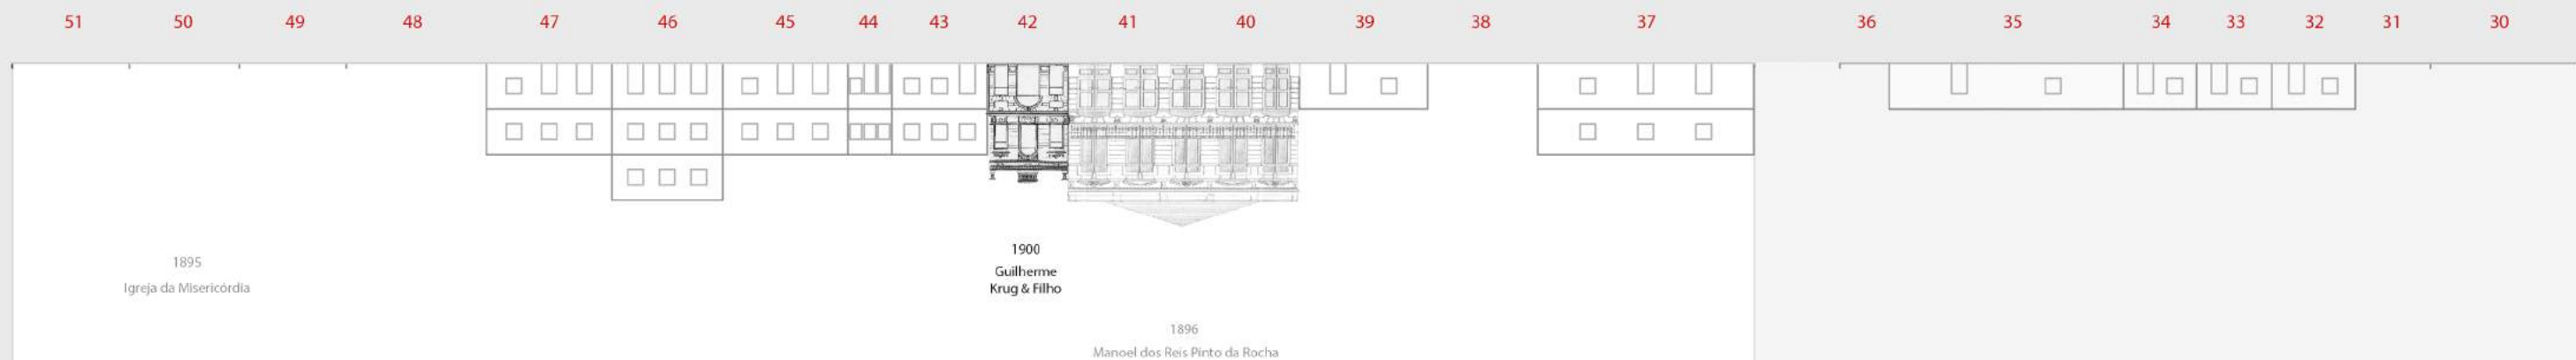 51 50 49 48 47 46 45 44 43 42 41 40 39 38 37 36 35 34 33 32 31 30
1895
Igreja da Misericórdia
1900
Guilherme
Krug & Filho
1896
Manoel dos Reis Pinto da Rocha